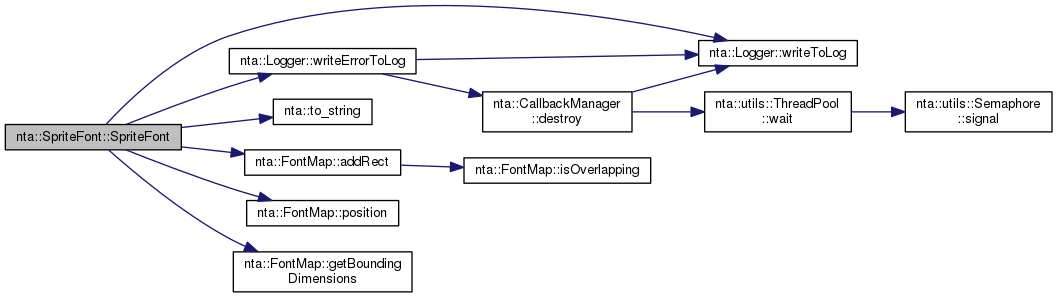 nta::SpriteFont::SpriteFont
nta::Logger::writeErrorToLog
nta::to_string
nta::FontMap::addRect
nta::FontMap::position
nta::FontMap::getBounding
Dimensions
nta::CallbackManager
::destroy
nta::FontMap::isOverlapping
nta::Logger::writeToLog
nta::utils::ThreadPool
::wait
nta::utils::Semaphore
::signal